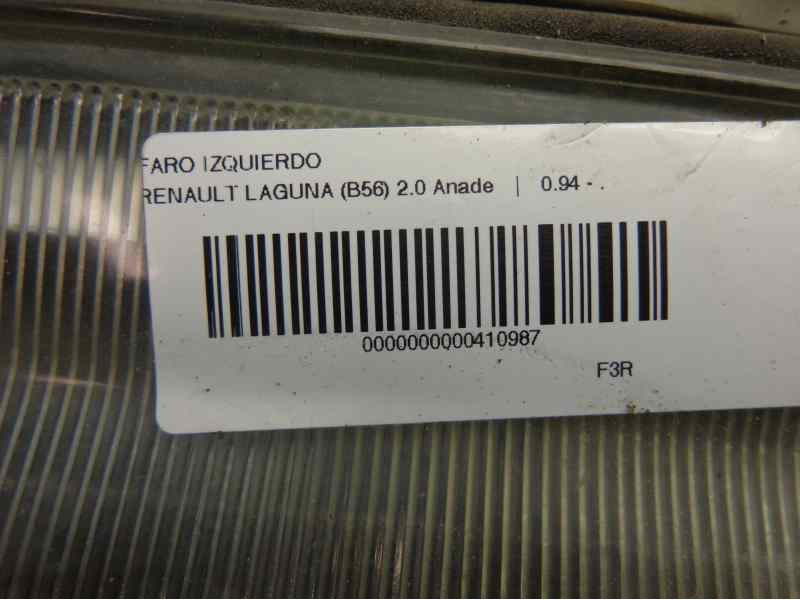 FARO IZQUIERDO
RENAULT LAGUNA (B56) 2.0 Anade | 0.94 - .
0000000000410987
F3R